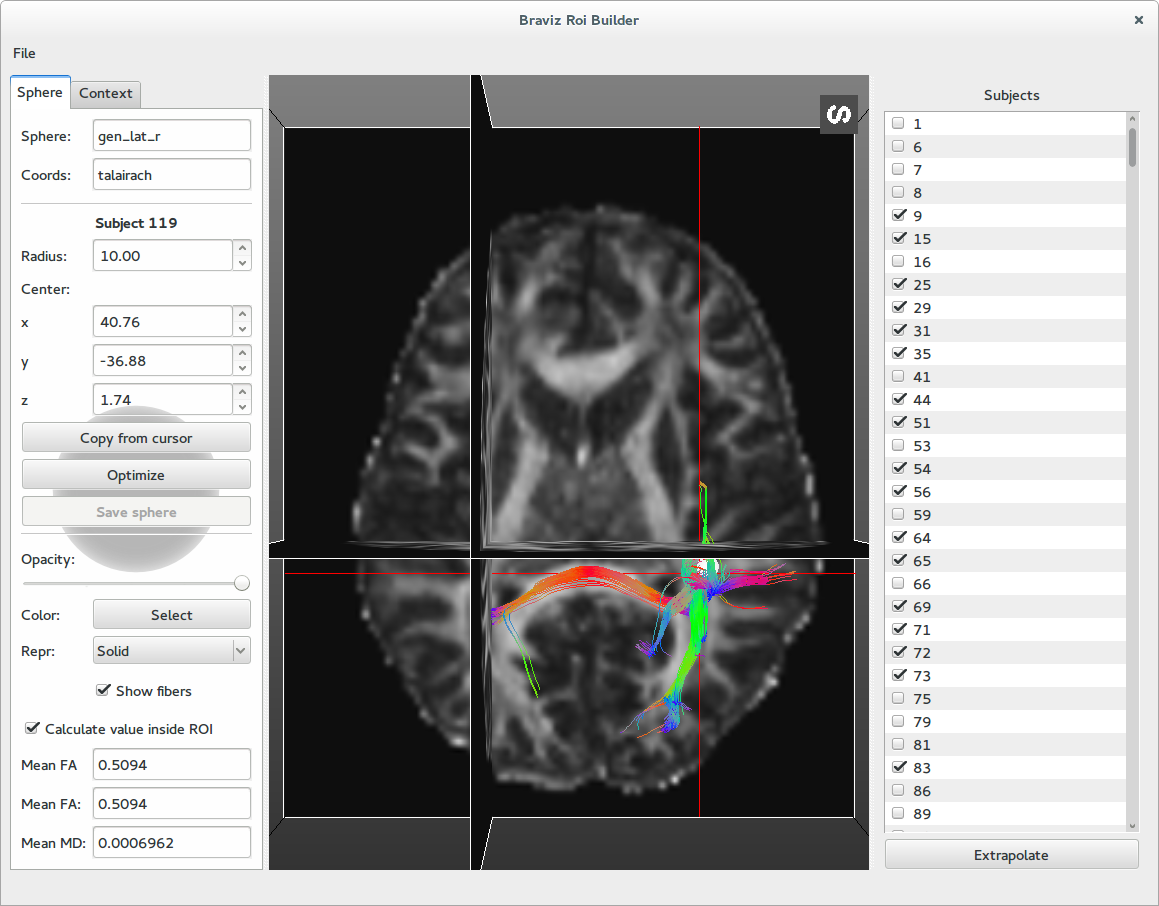 Braviz Roi Builder
File
Sphere
Context
Sphere:
gen_lat_r
Coords:
talairach
Subject 119
Radius:
10.00
Center:
x
40.76
y
-36.88
z
1.74
Copy from cursor
Optimize
Save sphere
Opacity:
Color:
Select
Repr:
Solid
Show fibers
Calculate value inside ROI
Mean FA
0.5094
Mean FA:
0.5094
Mean MD:
0.0006962
S
Subjects
1
6
7
8
9
15
16
25
29
31
35
41
44
51
53
54
56
59
64
65
66
69
71
72
73
75
79
81
83
86
89
Extrapolate